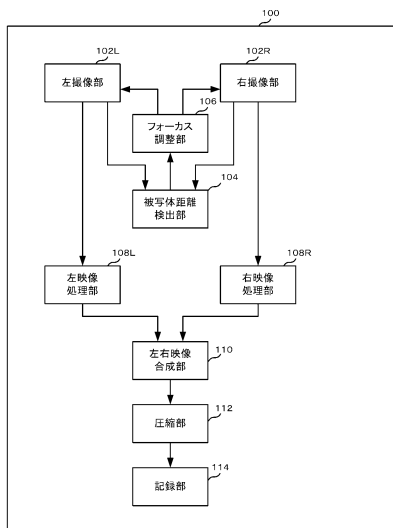 100
102L
102R
左撮像部
右撮像部
106
フォーカス
調整部
104
被写体距離
検出部
108L
108R
左映像
処理部
右映像
処理部
110
左右映像
合成部
112
圧縮部
114
記録部